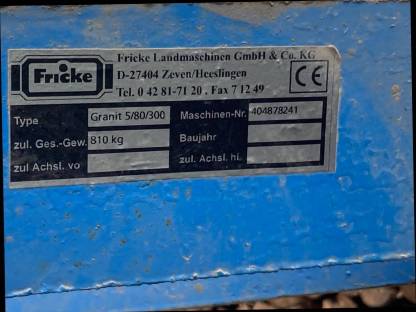 Fricke
Fricke Landmaschinen GmbH & Co. KG
D-27404 Zeven/Heeslingen
Tel. 0 42 81-71 20 , Fax 7 12 49
CE
Type Granit 5/80/300 Maschinen-Nr. 404878241
zul. Ges.-Gew. 810 kg Baujahr
zul Achsl. vo zul. Achsl. hi.